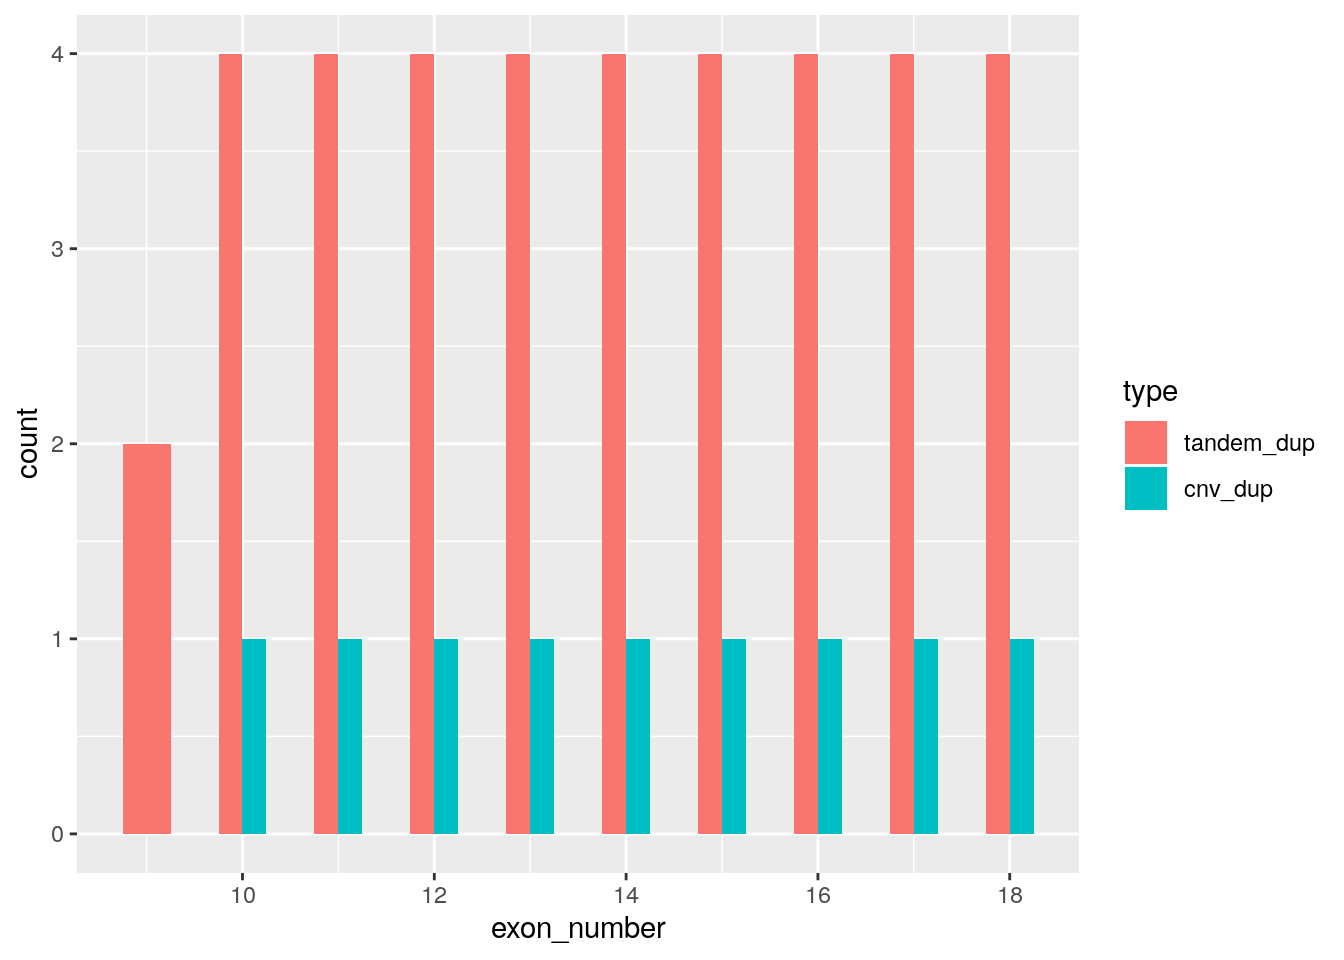 4
3
2
1
0
count
10 12 14 16 18
exon_number
type
tandem_dup
cnv_dup